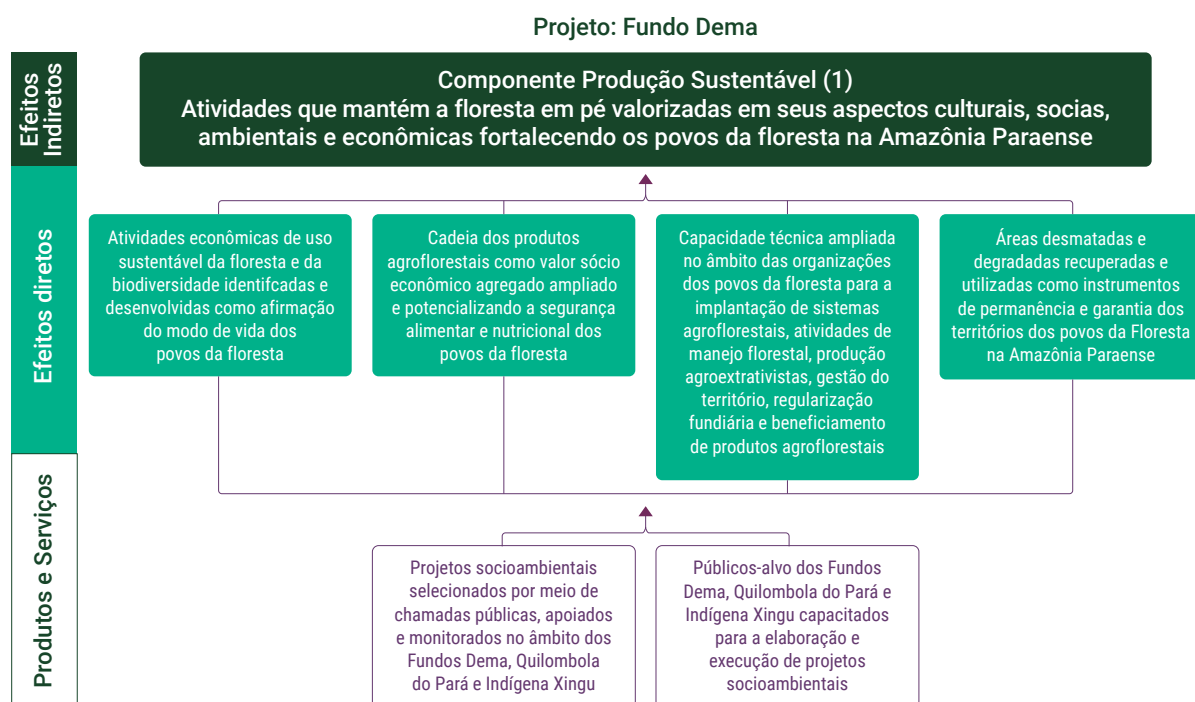 Projeto: Fundo Dema
Efeitos
Indiretos
Componente Produção Sustentável (1)
Atividades que mantém a floresta em pé valorizadas em seus aspectos culturais, socias,
ambientais e econômicas fortalecendo os povos da floresta na Amazônia Paraense
Efeitos diretos
Atividades econômicas de uso
sustentável da floresta e da
biodiversidade identifcadas e
desenvolvidas como afirmação
do modo de vida dos
povos da floresta
Cadeia dos produtos
agroflorestais como valor sócio
econômico agregado ampliado
e potencializando a segurança
alimentar e nutricional dos
povos da floresta
Capacidade técnica ampliada
no âmbito das organizações
dos povos da floresta para a
implantação de sistemas
agroflorestais, atividades de
manejo florestal, produção
agroextrativistas, gestão do
território, regularização
fundiária e beneficiamento
de produtos agroflorestais
Áreas desmatadas e
degradadas recuperadas e
utilizadas como instrumentos
de permanência e garantia dos
territórios dos povos da Floresta
na Amazônia Paraense
Produtos e Serviços
Projetos socioambientais
selecionados por meio de
chamadas públicas, apoiados
e monitorados no âmbito dos
Fundos Dema, Quilombola
do Pará e Indígena Xingu
Públicos-alvo dos Fundos
Dema, Quilombola do Pará e
Indígena Xingu capacitados
para a elaboração e
execução de projetos
socioambientais